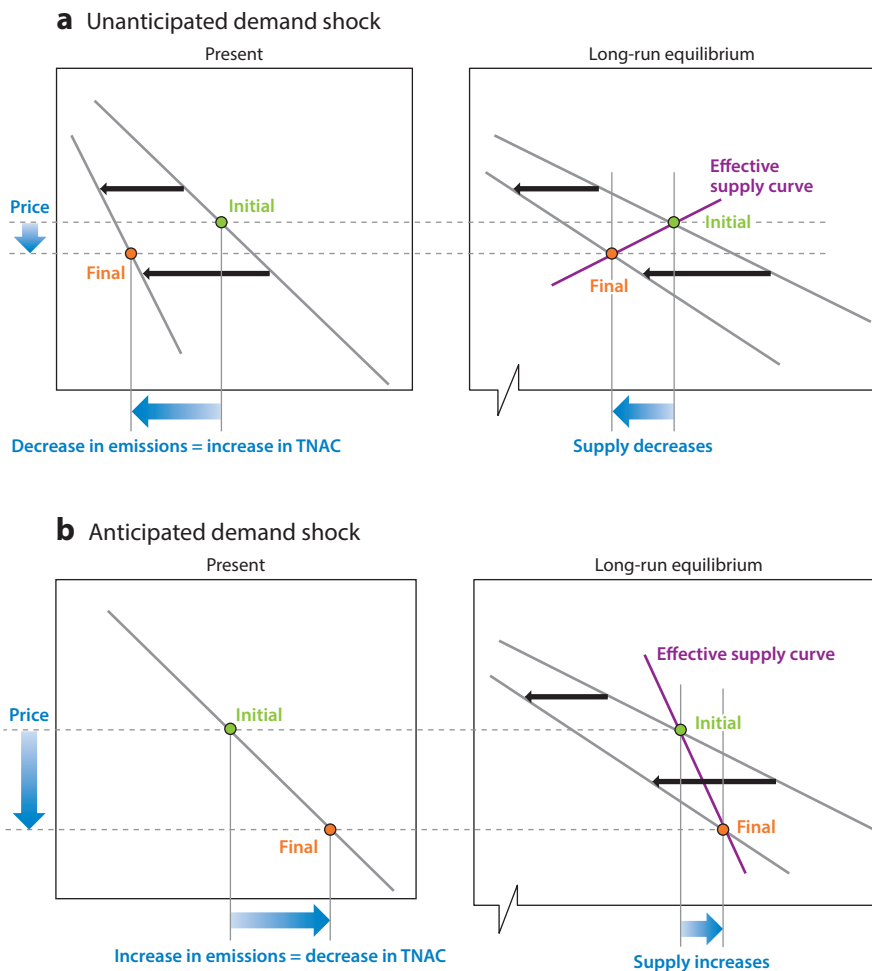 a Unanticipated demand shock
Present
Long-run equilibrium
Effective
supply curve
Price
Initial
Initial
Final
Final
Decrease in emissions = increase in TNAC
Supply decreases
b Anticipated demand shock
Present
Long-run equilibrium
Effective supply curve
Price
Initial
Initial
Final
Final
Increase in emissions = decrease in TNAC
Supply increases